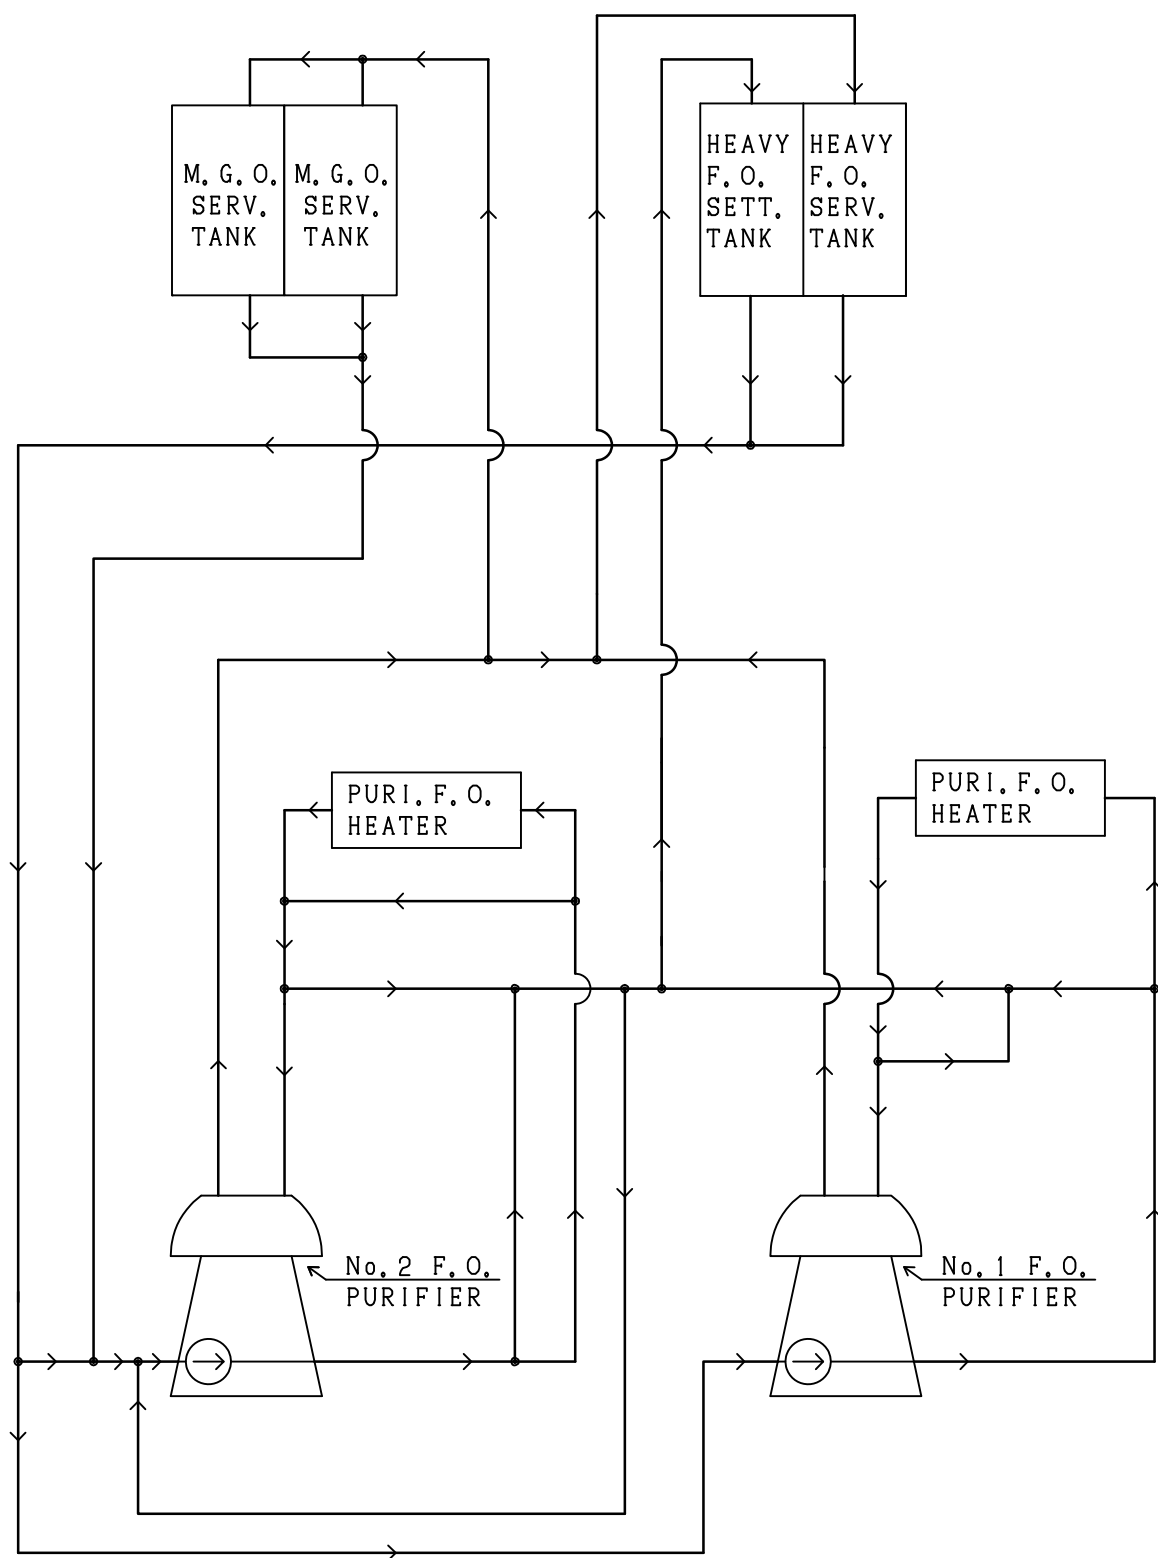 M. G. O.
SERV.
TANK
M. G. O.
SERV.
TANK
HEAVY
F. O.
SETT.
TANK
HEAVY
F. O.
SERV.
TANK
PURI. F. O.
HEATER
PURI. F. O.
HEATER
No. 2 F. O.
PURIFIER
No. 1 F. O.
PURIFIER